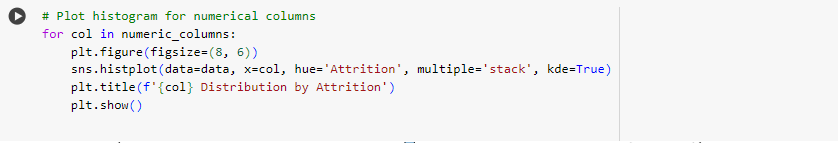 # Plot histogram for numerical columns
for col in numeric_columns:
    plt.figure(figsize=(8, 6))
    sns.histplot(data=data, x=col, hue='Attrition', multiple='stack', kde=True)
    plt.title(f'{col} Distribution by Attrition')
    plt.show()